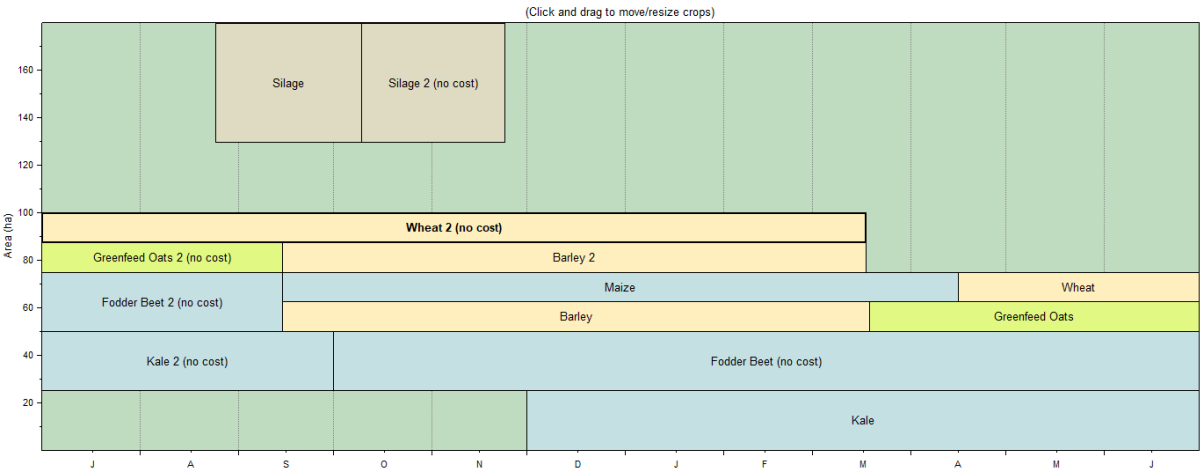 (Click and drag to move/resize crops)
Area (ha)
160
140
120
100
80
60
40
20
Silage
Silage 2 (no cost)
Wheat 2 (no cost)
Greenfeed Oats 2 (no cost)
Barley 2
Fodder Beet 2 (no cost)
Maize
Wheat
Barley
Greenfeed Oats
Kale 2 (no cost)
Fodder Beet (no cost)
Kale
J A S O N D J F M A M J